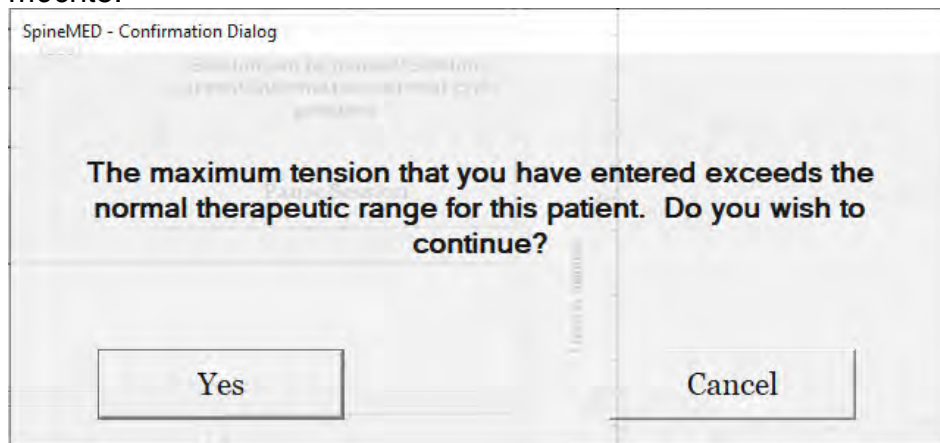 SpineMED - Confirmation Dialog
The maximum tension that you have entered exceeds the
normal therapeutic range for this patient. Do you wish to
continue?
Yes
Cancel